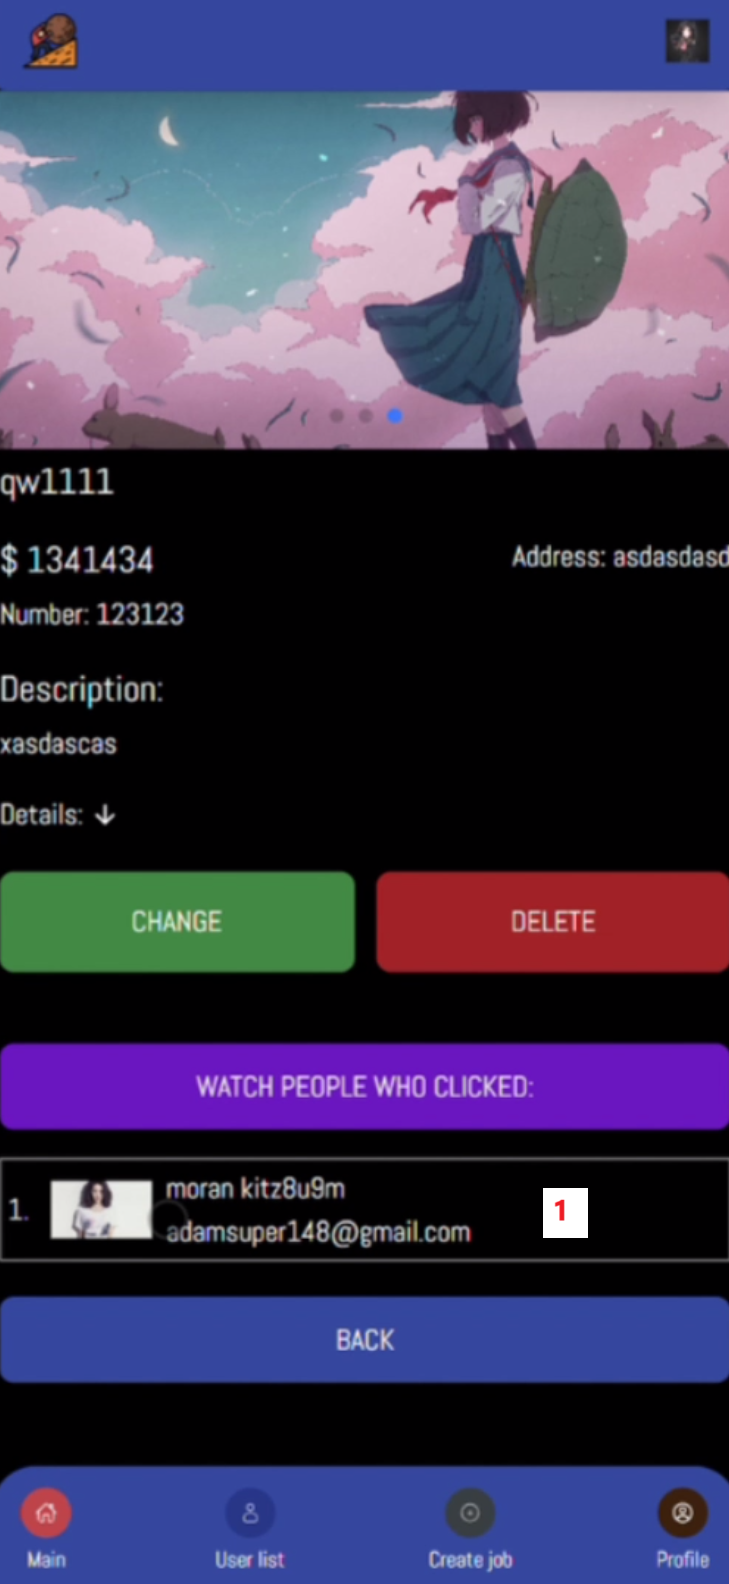 qw1111
$ 1341434
Address: asdasdasd
Number: 123123
Description:
xasdascas
Details: ↓
CHANGE
DELETE
WATCH PEOPLE WHO CLICKED:
1.
moran kitz8u9m
adamsuper148@gmail.com
1
BACK
Main
User list
Create job
Profile